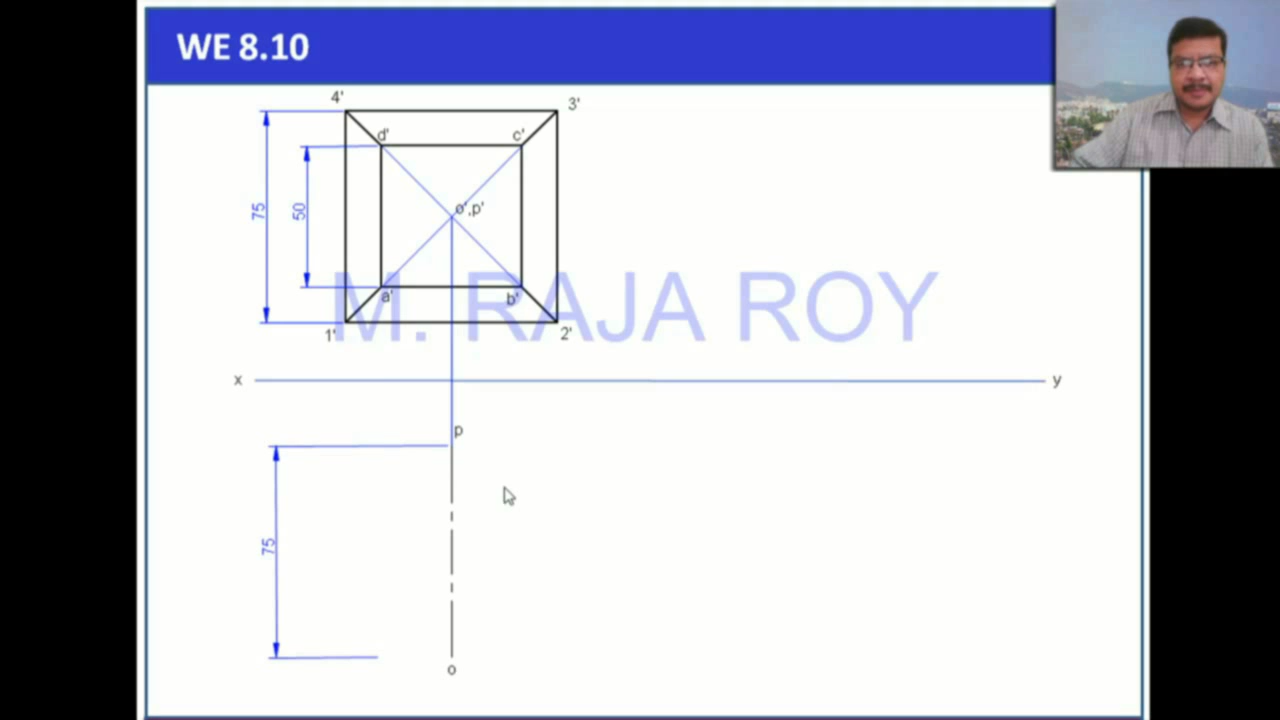 WE 8.10
4'
3'
d'
c'
75
50
o',p'
a'
b'
1'
2'
M. RAJA ROY
x
y
p
75
o